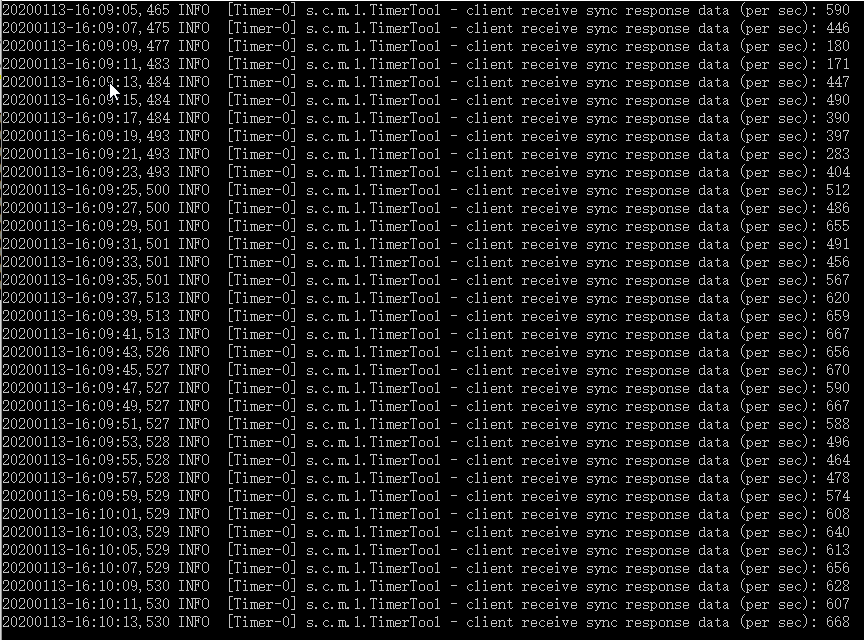 20200113-16:09:05,465 INFO  [Timer-0] s.c.m.l.TimerTool - client receive sync response data (per sec): 590
20200113-16:09:07,475 INFO  [Timer-0] s.c.m.l.TimerTool - client receive sync response data (per sec): 446
20200113-16:09:09,477 INFO  [Timer-0] s.c.m.l.TimerTool - client receive sync response data (per sec): 180
20200113-16:09:11,483 INFO  [Timer-0] s.c.m.l.TimerTool - client receive sync response data (per sec): 171
20200113-16:09:13,484 INFO  [Timer-0] s.c.m.l.TimerTool - client receive sync response data (per sec): 447
20200113-16:09:15,484 INFO  [Timer-0] s.c.m.l.TimerTool - client receive sync response data (per sec): 490
20200113-16:09:17,484 INFO  [Timer-0] s.c.m.l.TimerTool - client receive sync response data (per sec): 390
20200113-16:09:19,493 INFO  [Timer-0] s.c.m.l.TimerTool - client receive sync response data (per sec): 397
20200113-16:09:21,493 INFO  [Timer-0] s.c.m.l.TimerTool - client receive sync response data (per sec): 283
20200113-16:09:23,493 INFO  [Timer-0] s.c.m.l.TimerTool - client receive sync response data (per sec): 404
20200113-16:09:25,500 INFO  [Timer-0] s.c.m.l.TimerTool - client receive sync response data (per sec): 512
20200113-16:09:27,500 INFO  [Timer-0] s.c.m.l.TimerTool - client receive sync response data (per sec): 486
20200113-16:09:29,501 INFO  [Timer-0] s.c.m.l.TimerTool - client receive sync response data (per sec): 655
20200113-16:09:31,501 INFO  [Timer-0] s.c.m.l.TimerTool - client receive sync response data (per sec): 491
20200113-16:09:33,501 INFO  [Timer-0] s.c.m.l.TimerTool - client receive sync response data (per sec): 456
20200113-16:09:35,501 INFO  [Timer-0] s.c.m.l.TimerTool - client receive sync response data (per sec): 567
20200113-16:09:37,513 INFO  [Timer-0] s.c.m.l.TimerTool - client receive sync response data (per sec): 620
20200113-16:09:39,513 INFO  [Timer-0] s.c.m.l.TimerTool - client receive sync response data (per sec): 659
20200113-16:09:41,513 INFO  [Timer-0] s.c.m.l.TimerTool - client receive sync response data (per sec): 667
20200113-16:09:43,526 INFO  [Timer-0] s.c.m.l.TimerTool - client receive sync response data (per sec): 656
20200113-16:09:45,527 INFO  [Timer-0] s.c.m.l.TimerTool - client receive sync response data (per sec): 670
20200113-16:09:47,527 INFO  [Timer-0] s.c.m.l.TimerTool - client receive sync response data (per sec): 590
20200113-16:09:49,527 INFO  [Timer-0] s.c.m.l.TimerTool - client receive sync response data (per sec): 667
20200113-16:09:51,527 INFO  [Timer-0] s.c.m.l.TimerTool - client receive sync response data (per sec): 588
20200113-16:09:53,528 INFO  [Timer-0] s.c.m.l.TimerTool - client receive sync response data (per sec): 496
20200113-16:09:55,528 INFO  [Timer-0] s.c.m.l.TimerTool - client receive sync response data (per sec): 464
20200113-16:09:57,528 INFO  [Timer-0] s.c.m.l.TimerTool - client receive sync response data (per sec): 478
20200113-16:09:59,529 INFO  [Timer-0] s.c.m.l.TimerTool - client receive sync response data (per sec): 574
20200113-16:10:01,529 INFO  [Timer-0] s.c.m.l.TimerTool - client receive sync response data (per sec): 608
20200113-16:10:03,529 INFO  [Timer-0] s.c.m.l.TimerTool - client receive sync response data (per sec): 640
20200113-16:10:05,529 INFO  [Timer-0] s.c.m.l.TimerTool - client receive sync response data (per sec): 613
20200113-16:10:07,529 INFO  [Timer-0] s.c.m.l.TimerTool - client receive sync response data (per sec): 656
20200113-16:10:09,530 INFO  [Timer-0] s.c.m.l.TimerTool - client receive sync response data (per sec): 628
20200113-16:10:11,530 INFO  [Timer-0] s.c.m.l.TimerTool - client receive sync response data (per sec): 607
20200113-16:10:13,530 INFO  [Timer-0] s.c.m.l.TimerTool - client receive sync response data (per sec): 668